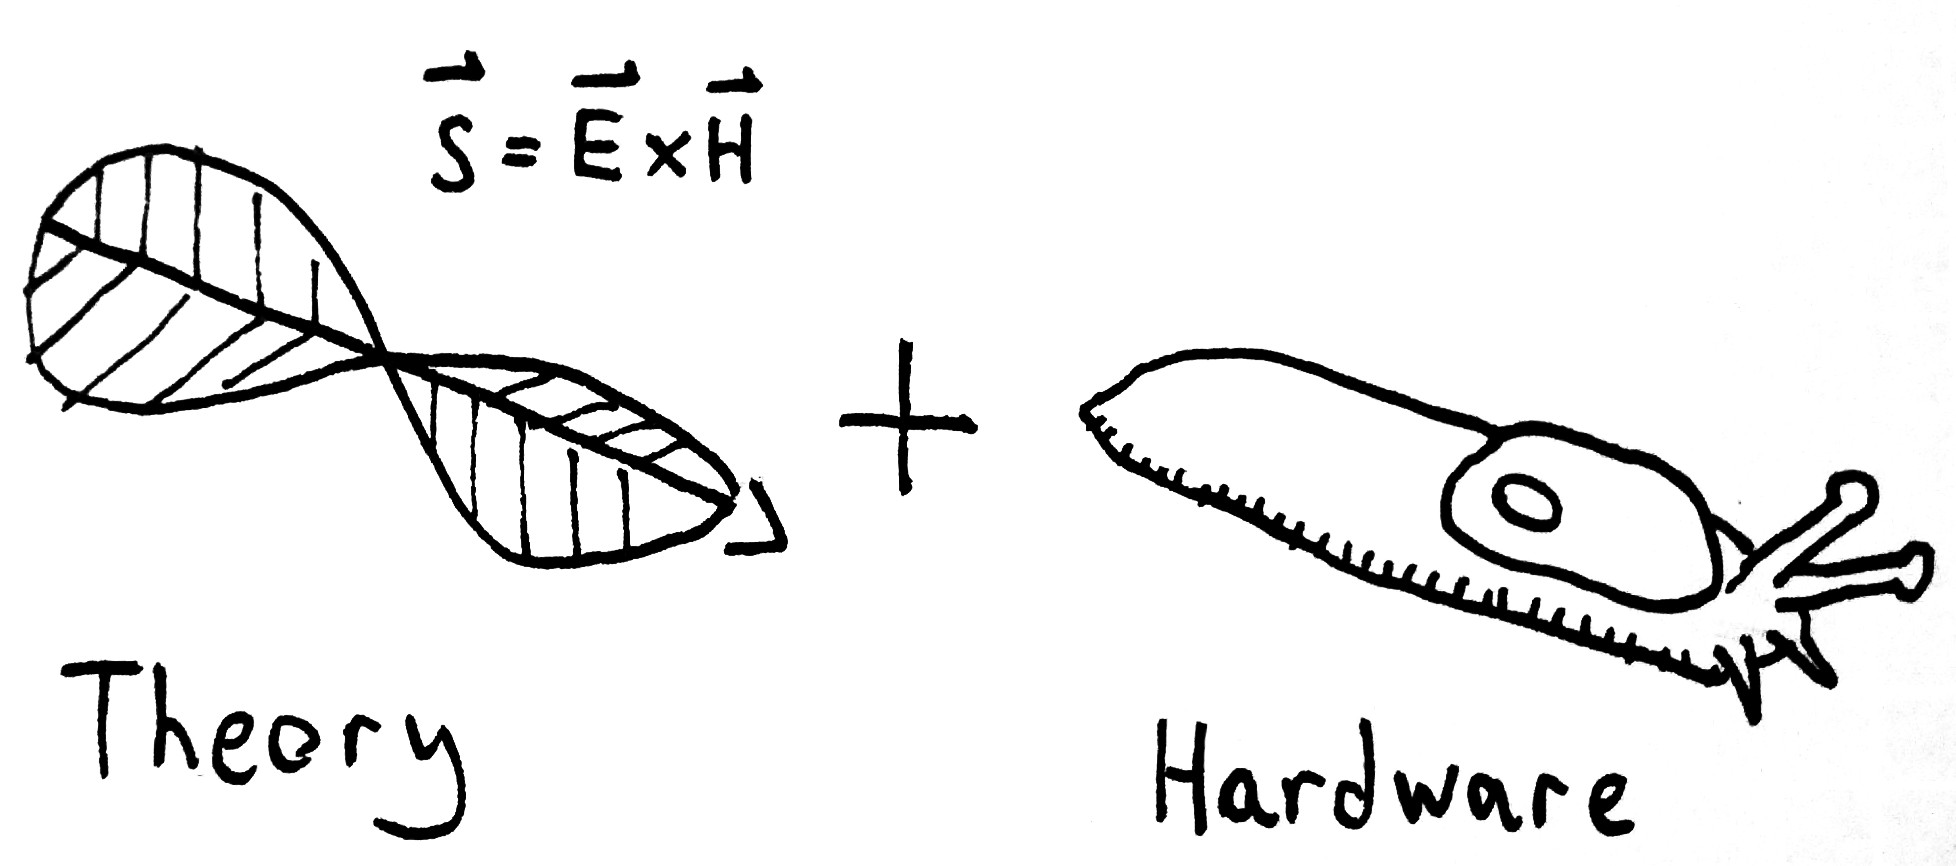 S⃗ = E⃗ × H⃗
+
Theory
Hardware